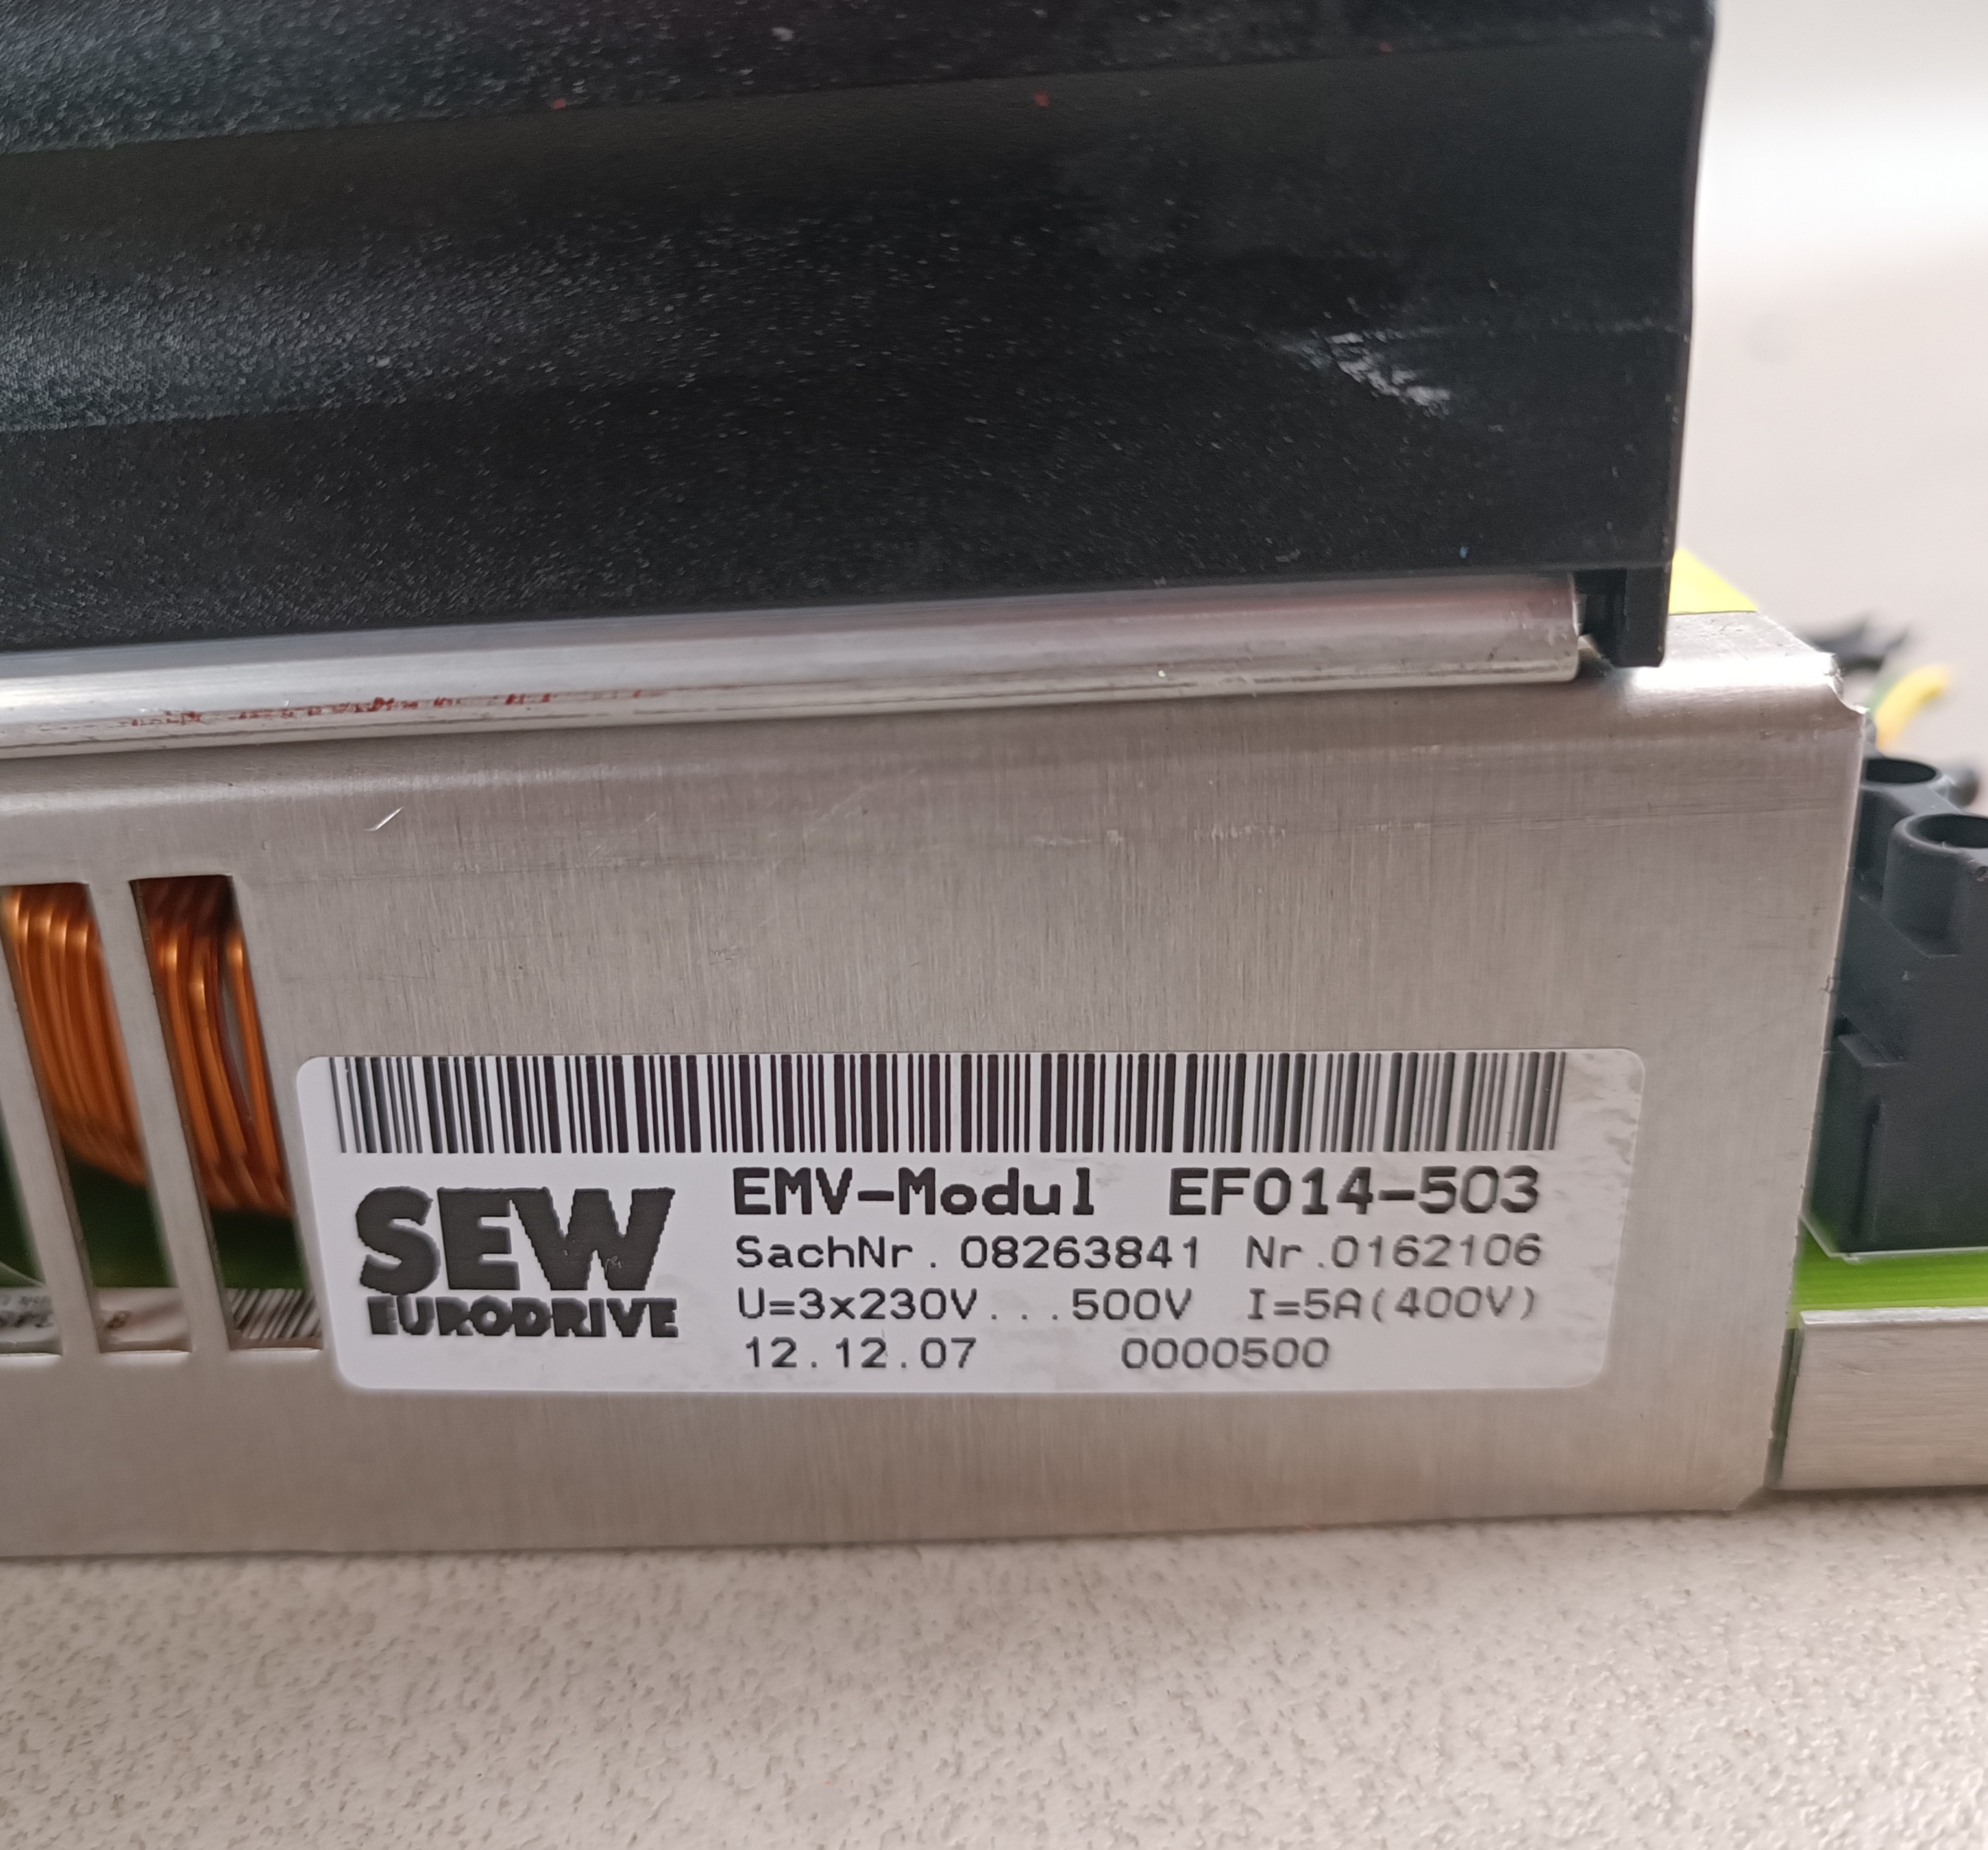 EMV-Modul EF014-503
SachNr. 08263841 Nr.0162106
SEW
EURODRIVE
U=3x230V...500V I=5A(400V)
12.12.07 0000500